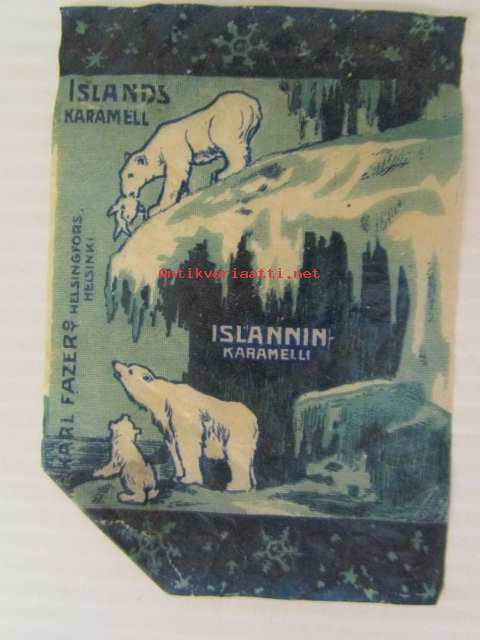 ISLANDS
KARAMELL
Antikvariaatti.net
ISLANNIN-
KARAMELLI
KARL FAZER
HELSINGFORS.
HELSINKI